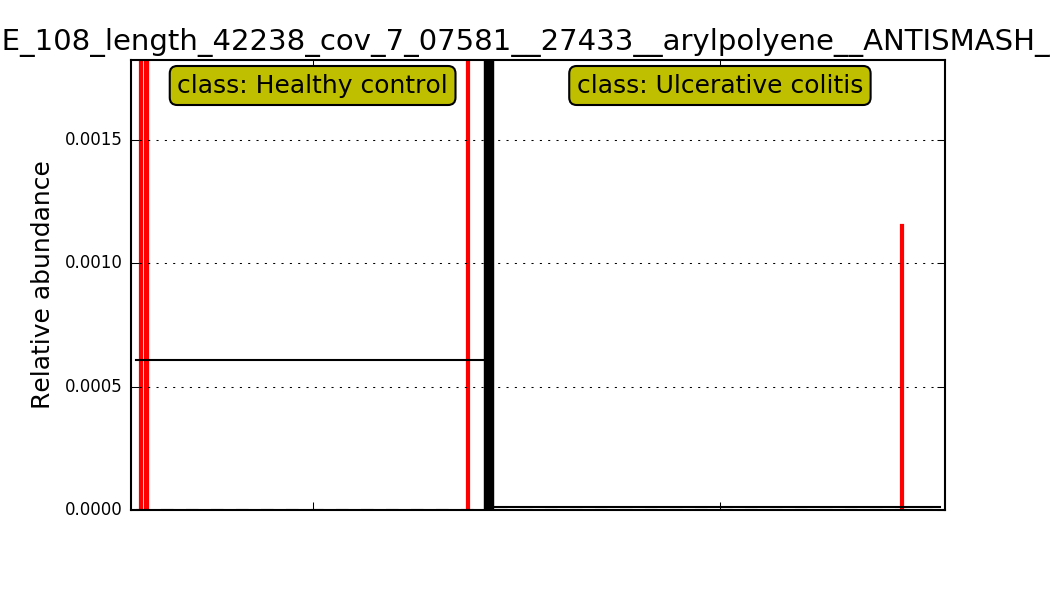 E_108_length_42238_cov_7_07581__27433__arylpolyene__ANTISMASH_
class: Healthy control
class: Ulcerative colitis
Relative abundance
0.0015
0.0010
0.0005
0.0000